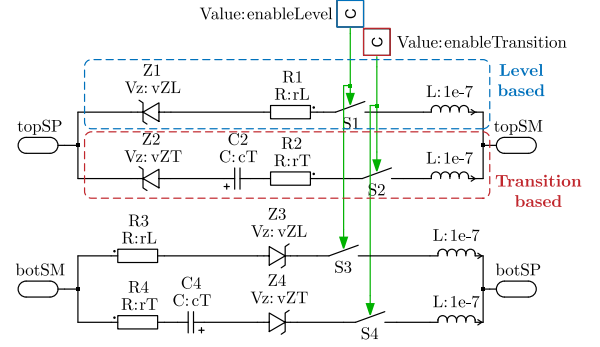 Value: enableLevel
C
C
Value: enableTransition
Z1
Vz: vZL
R1
R: rL
L: 1e-7
Level
based
S1
topSP
topSM
Z2
Vz: vZT
C2
C: cT
R2
R: rT
L: 1e-7
+
S2
Transition
based
R3
R: rL
Z3
Vz: vZL
L: 1e-7
S3
botSM
botSP
R4
R: rT
C4
C: cT
Z4
Vz: vZT
L: 1e-7
+
S4